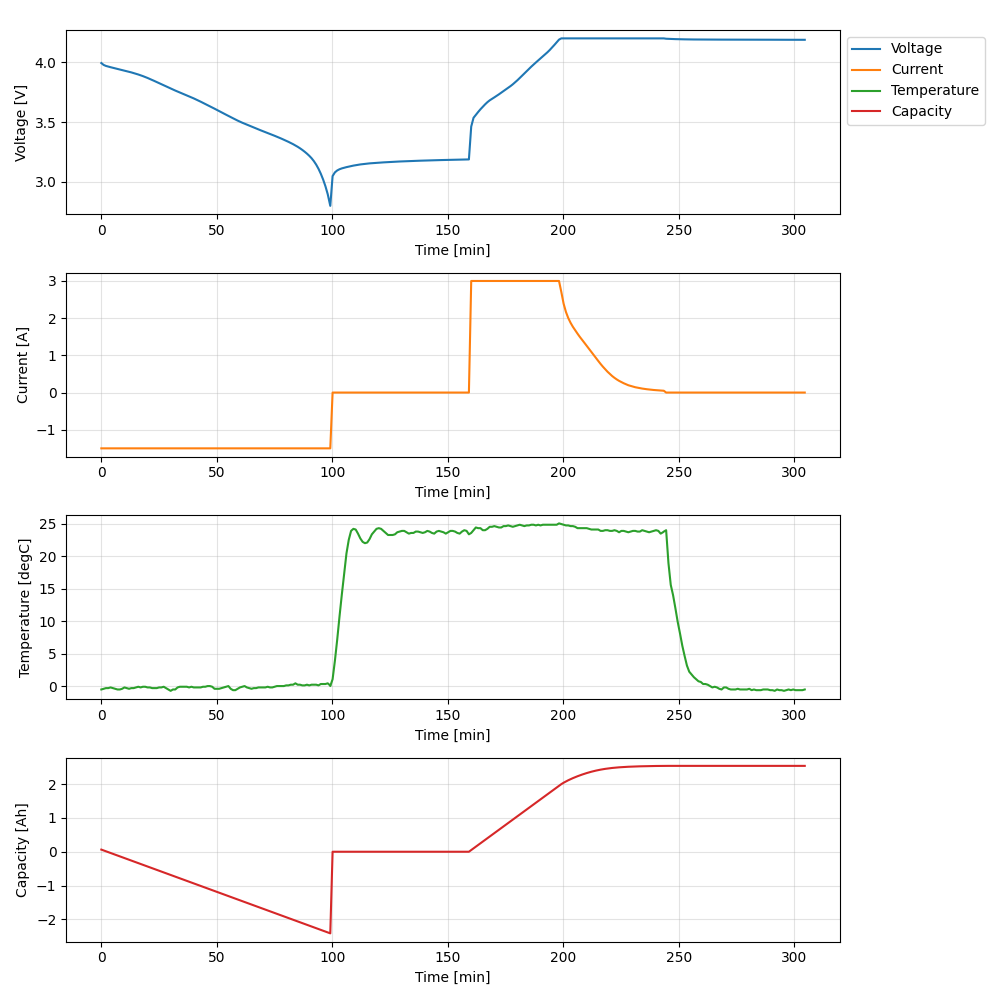 Voltage [V]
4.0
3.5
3.0
0 50 100 150 200 250 300
Time [min]
Voltage
Current
Temperature
Capacity
Current [A]
3
2
1
0
−1
0 50 100 150 200 250 300
Time [min]
Temperature [degC]
25
20
15
10
5
0
0 50 100 150 200 250 300
Time [min]
Capacity [Ah]
2
1
0
−1
−2
0 50 100 150 200 250 300
Time [min]